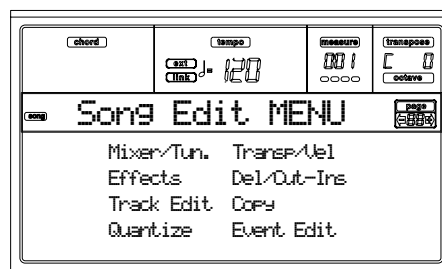 chord tempo measure transpose
ext link ♩= 120 001 [ 0
octave
song Song Edit MENU page
Mixer/Tun. Transp/Vel
Effects Del/Cut-Ins
Track Edit Copy
Quantize Event Edit